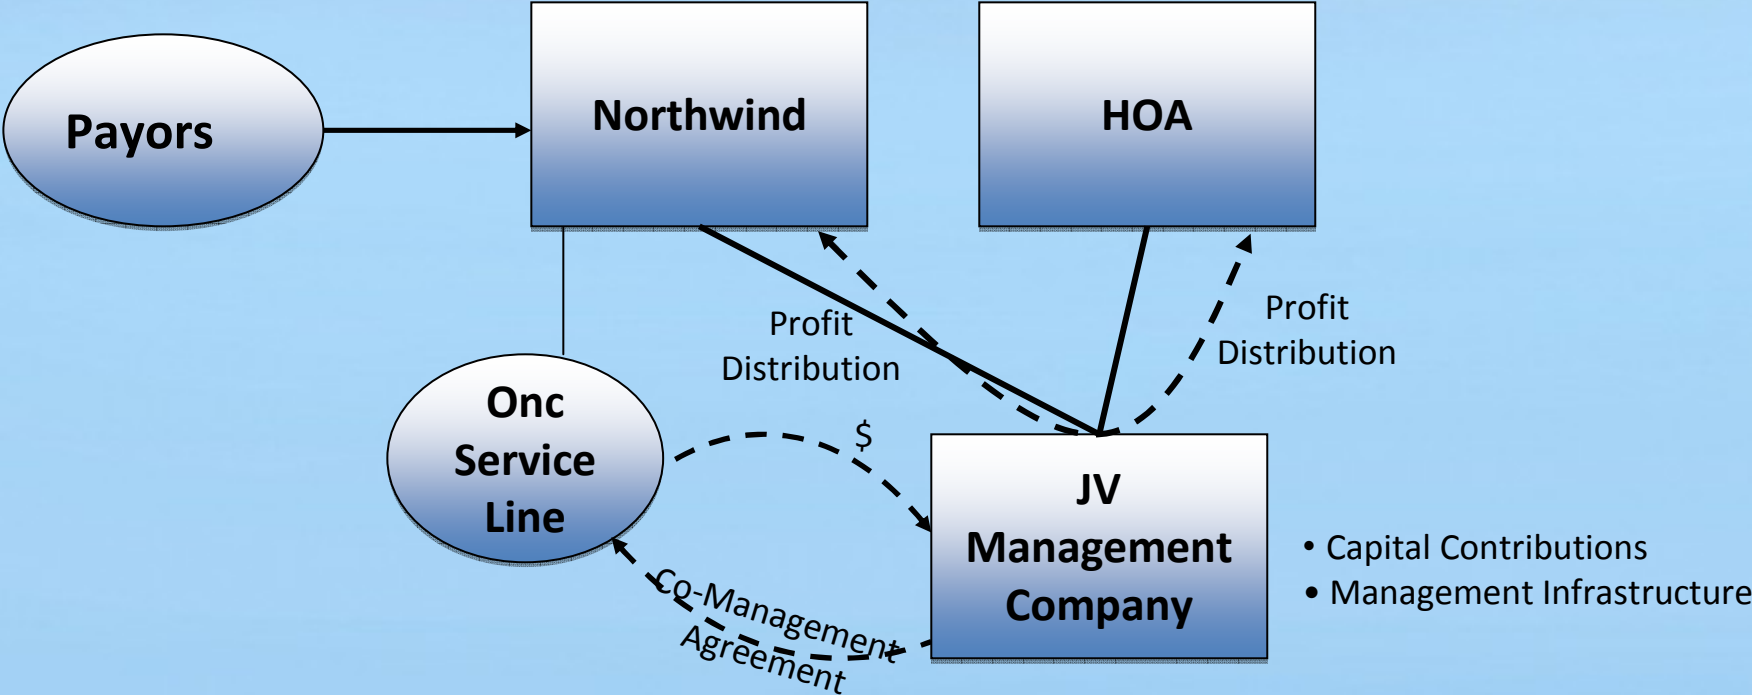 Payors
Northwind
HOA
Profit
Distribution
Profit
Distribution
Onc
Service
Line
$
JV
Management
Company
• Capital Contributions
• Management Infrastructure
Co-Management
Agreement